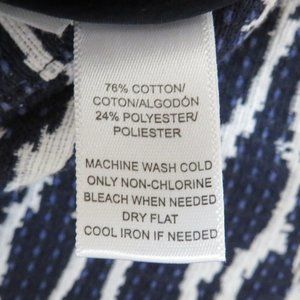 76% COTTON/
COTON/ALGODÓN
24% POLYESTER/
POLIESTER
MACHINE WASH COLD
ONLY NON-CHLORINE
BLEACH WHEN NEEDED
DRY FLAT
COOL IRON IF NEEDED